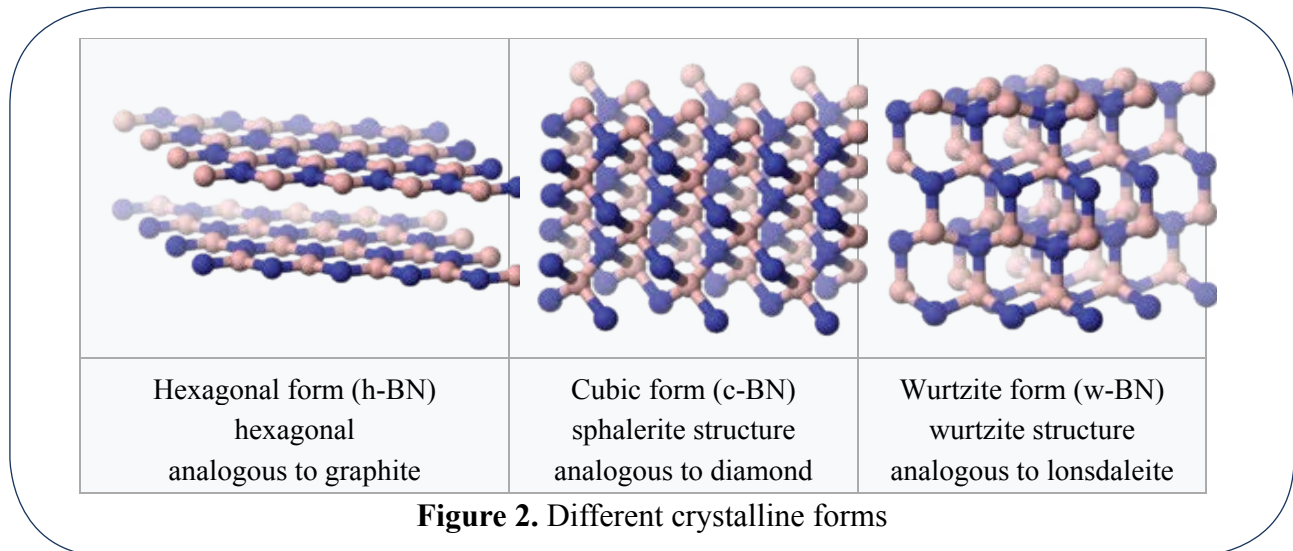 Hexagonal form (h-BN)
hexagonal
analogous to graphite
Cubic form (c-BN)
sphalerite structure
analogous to diamond
Wurtzite form (w-BN)
wurtzite structure
analogous to lonsdaleite
Figure 2. Different crystalline forms